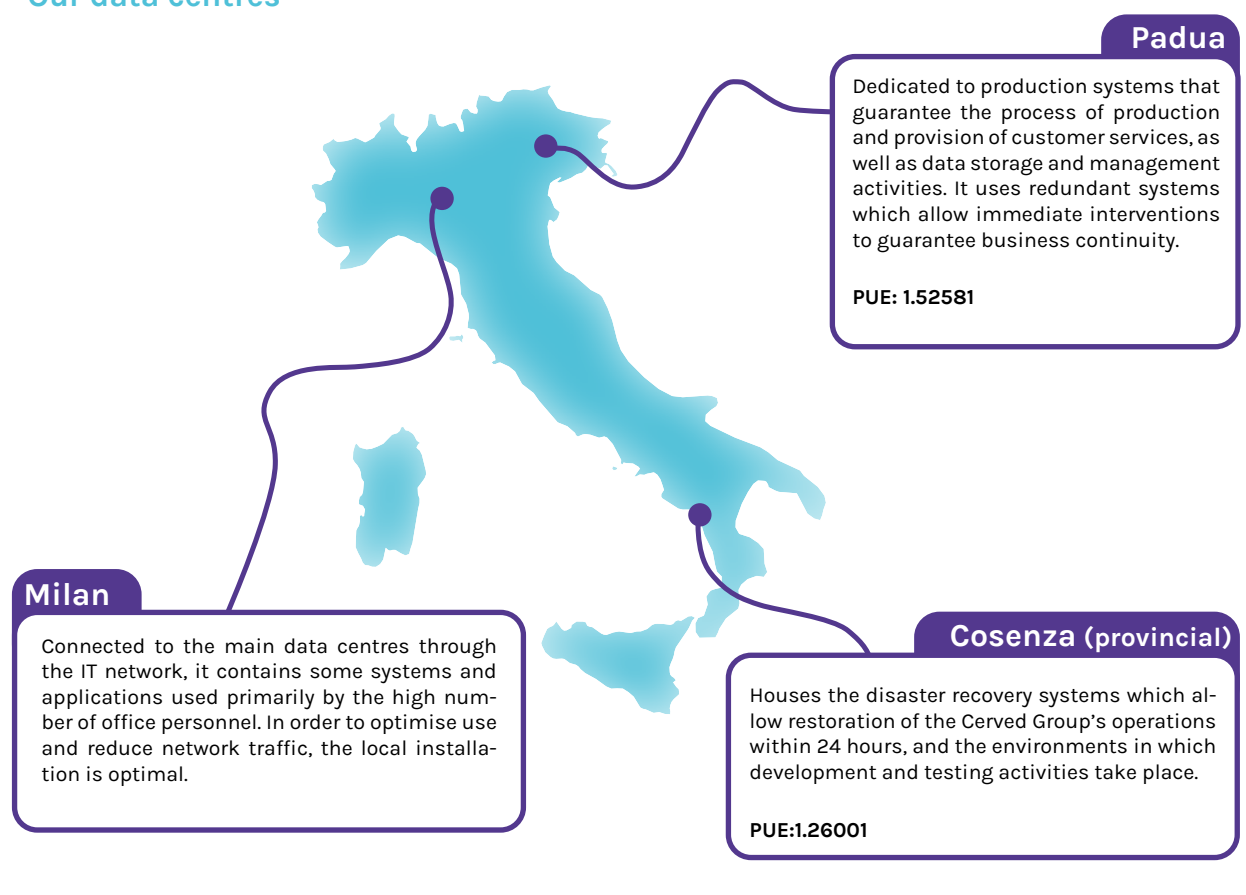 Our data centres
Padua
Dedicated to production systems that
guarantee the process of production
and provision of customer services, as
well as data storage and management
activities. It uses redundant systems
which allow immediate interventions
to guarantee business continuity.
PUE: 1.52581
Milan
Connected to the main data centres through
the IT network, it contains some systems and
applications used primarily by the high num-
ber of office personnel. In order to optimise use
and reduce network traffic, the local installa-
tion is optimal.
Cosenza (provincial)
Houses the disaster recovery systems which al-
low restoration of the Cerved Group's operations
within 24 hours, and the environments in which
development and testing activities take place.
PUE:1.26001